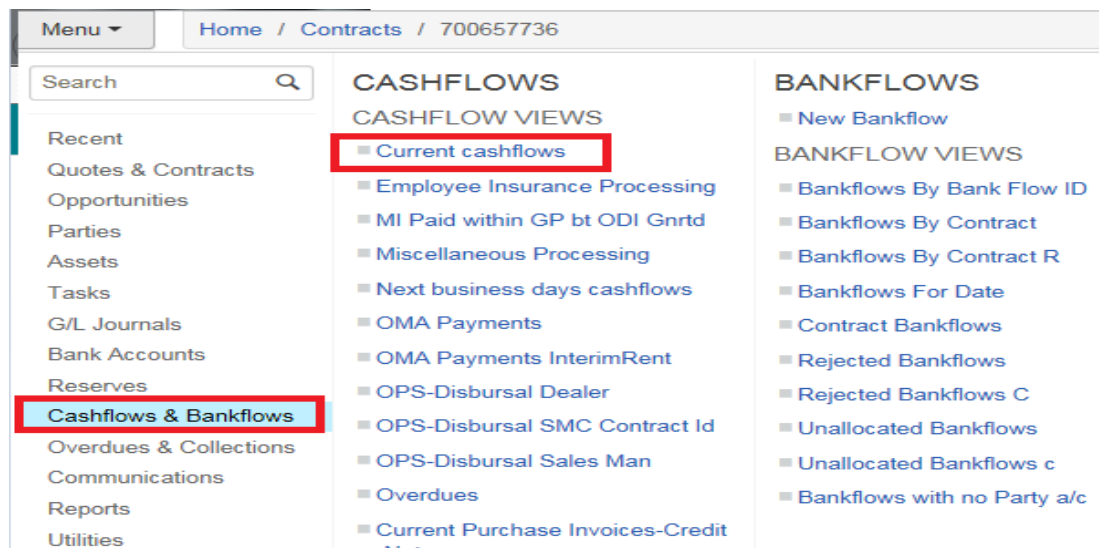 Menu
Home / Contracts / 700657736
Search
Recent
Quotes & Contracts
Opportunities
Parties
Assets
Tasks
G/L Journals
Bank Accounts
Reserves
Cashflows & Bankflows
Overdues & Collections
Communications
Reports
Utilities
CASHFLOWS
CASHFLOW VIEWS
Current cashflows
Employee Insurance Processing
MI Paid within GP bt ODI Gnrtd
Miscellaneous Processing
Next business days cashflows
OMA Payments
OMA Payments InterimRent
OPS-Disbursal Dealer
OPS-Disbursal SMC Contract Id
OPS-Disbursal Sales Man
Overdues
Current Purchase Invoices-Credit
BANKFLOWS
New Bankflow
BANKFLOW VIEWS
Bankflows By Bank Flow ID
Bankflows By Contract
Bankflows By Contract R
Bankflows For Date
Contract Bankflows
Rejected Bankflows
Rejected Bankflows C
Unallocated Bankflows
Unallocated Bankflows c
Bankflows with no Party a/c